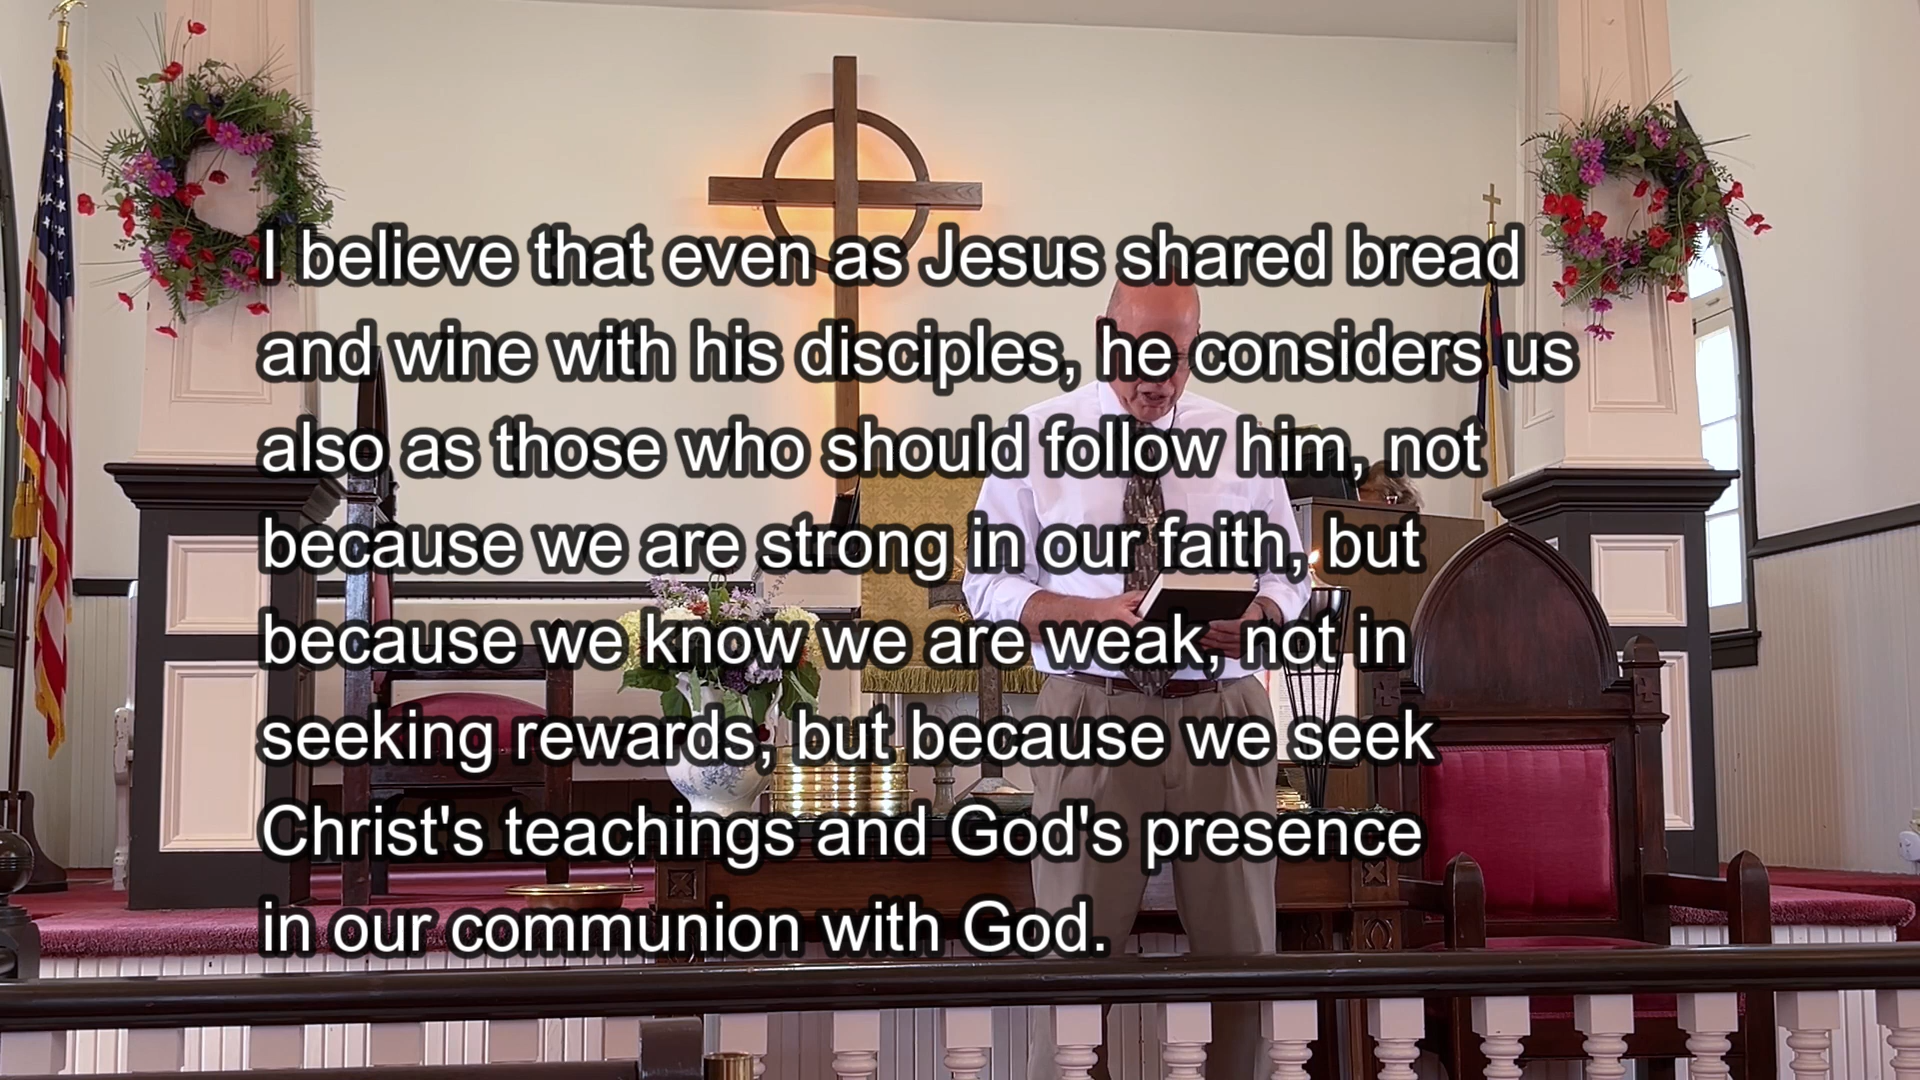 I believe that even as Jesus shared bread
and wine with his disciples, he considers us
also as those who should follow him, not
because we are strong in our faith, but
because we know we are weak, not in
seeking rewards, but because we seek
Christ's teachings and God's presence
in our communion with God.